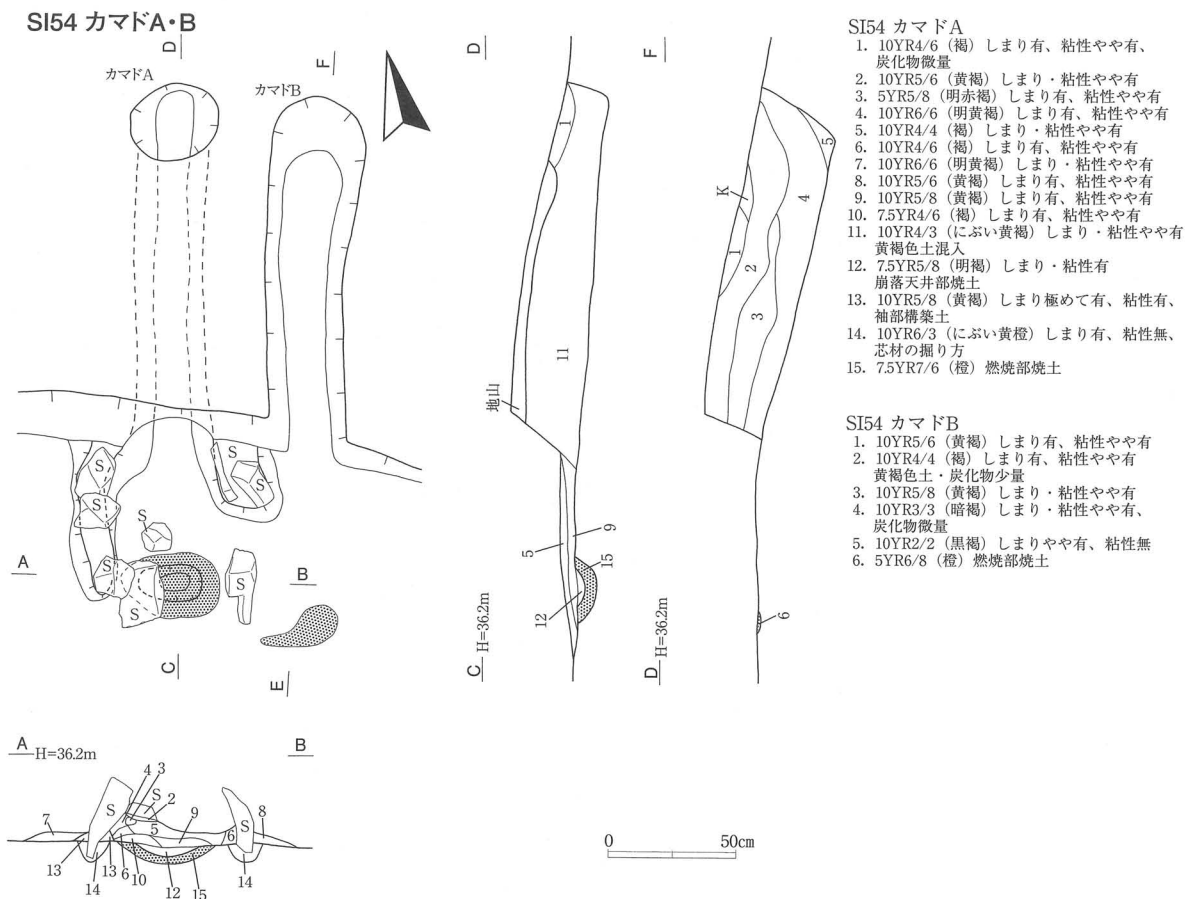 SI54 カマドA・B
D
F
カマドA
カマドB
S
S
S
S
S
S
S
S
A
B
C
E
D
1
11
地山
5
9
15
12
C
H=36.2m
F
K
1
2
3
4
5
6
D
H=36.2m
A
H=36.2m
B
7
S
4
3
S
2
5
9
6
S
8
13
14
13
6
10
12
15
14
0
50㎝
SI54 カマドA
1. 10YR4/6（褐）しまり有、粘性やや有、
炭化物微量
2. 10YR5/6（黄褐）しまり・粘性やや有
3. 5YR5/8（明赤褐）しまり有、粘性やや有
4. 10YR6/6（明黄褐）しまり有、粘性やや有
5. 10YR4/4（褐）しまり・粘性やや有
6. 10YR4/6（褐）しまり有、粘性やや有
7. 10YR6/6（明黄褐）しまり・粘性やや有
8. 10YR5/6（黄褐）しまり有、粘性やや有
9. 10YR5/8（黄褐）しまり有、粘性やや有
10. 7.5YR4/6（褐）しまり有、粘性やや有
11. 10YR4/3（にぶい黄褐）しまり・粘性やや有
黄褐色土混入
12. 7.5YR5/8（明褐）しまり・粘性有
崩落天井部焼土
13. 10YR5/8（黄褐）しまり極めて有、粘性有、
袖部構築土
14. 10YR6/3（にぶい黄橙）しまり有、粘性無、
芯材の掘り方
15. 7.5YR7/6（橙）燃焼部焼土
SI54 カマドB
1. 10YR5/6（黄褐）しまり有、粘性やや有
2. 10YR4/4（褐）しまり有、粘性やや有
黄褐色土・炭化物少量
3. 10YR5/8（黄褐）しまり・粘性やや有
4. 10YR3/3（暗褐）しまり・粘性やや有、
炭化物微量
5. 10YR2/2（黒褐）しまりやや有、粘性無
6. 5YR6/8（橙）燃焼部焼土